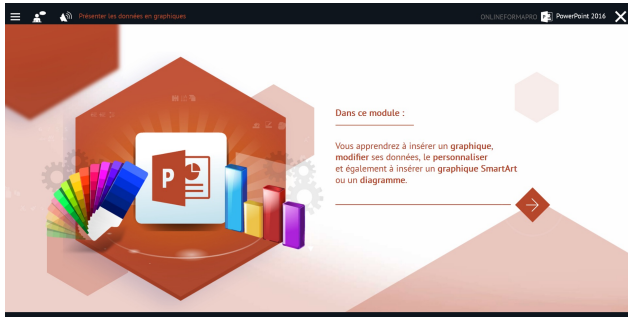 Présenter les données en graphiques
ONLINEFORMAPRO PowerPoint 2016
Dans ce module :
Vous apprendrez à insérer un graphique,
modifier ses données, le personnaliser
et également à insérer un graphique SmartArt
ou un diagramme.
P